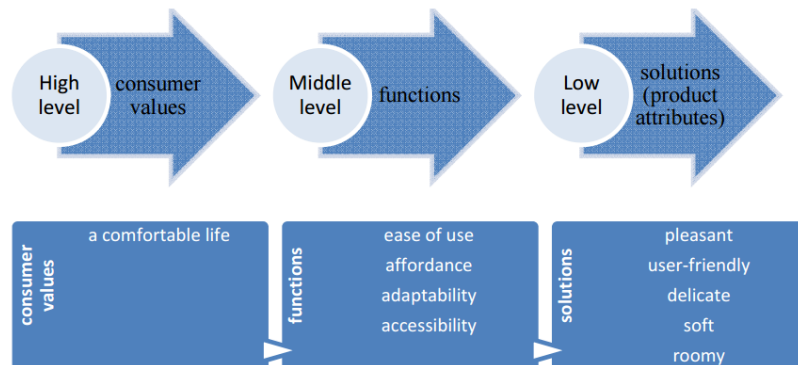 High
level
consumer
values
Middle
level
functions
Low
level
solutions
(product
attributes)
consumer
values
a comfortable life
functions
ease of use
affordance
adaptability
accessibility
solutions
pleasant
user-friendly
delicate
soft
roomy